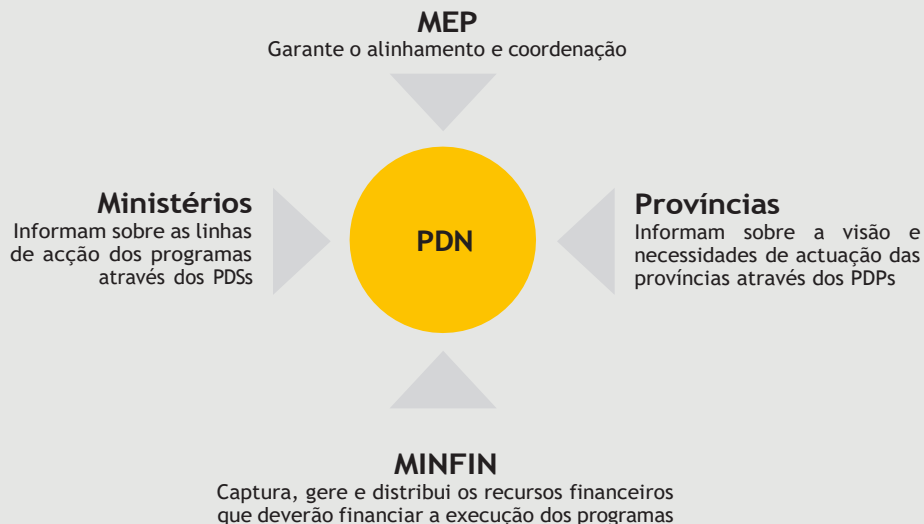 MEP
Garante o alinhamento e coordenação
Ministérios
Informam sobre as linhas
de acção dos programas
através dos PDSs
PDN
Províncias
Informam sobre a visão e
necessidades de actuação das
províncias através dos PDPs
MINFIN
Captura, gere e distribui os recursos financeiros
que deverão financiar a execução dos programas